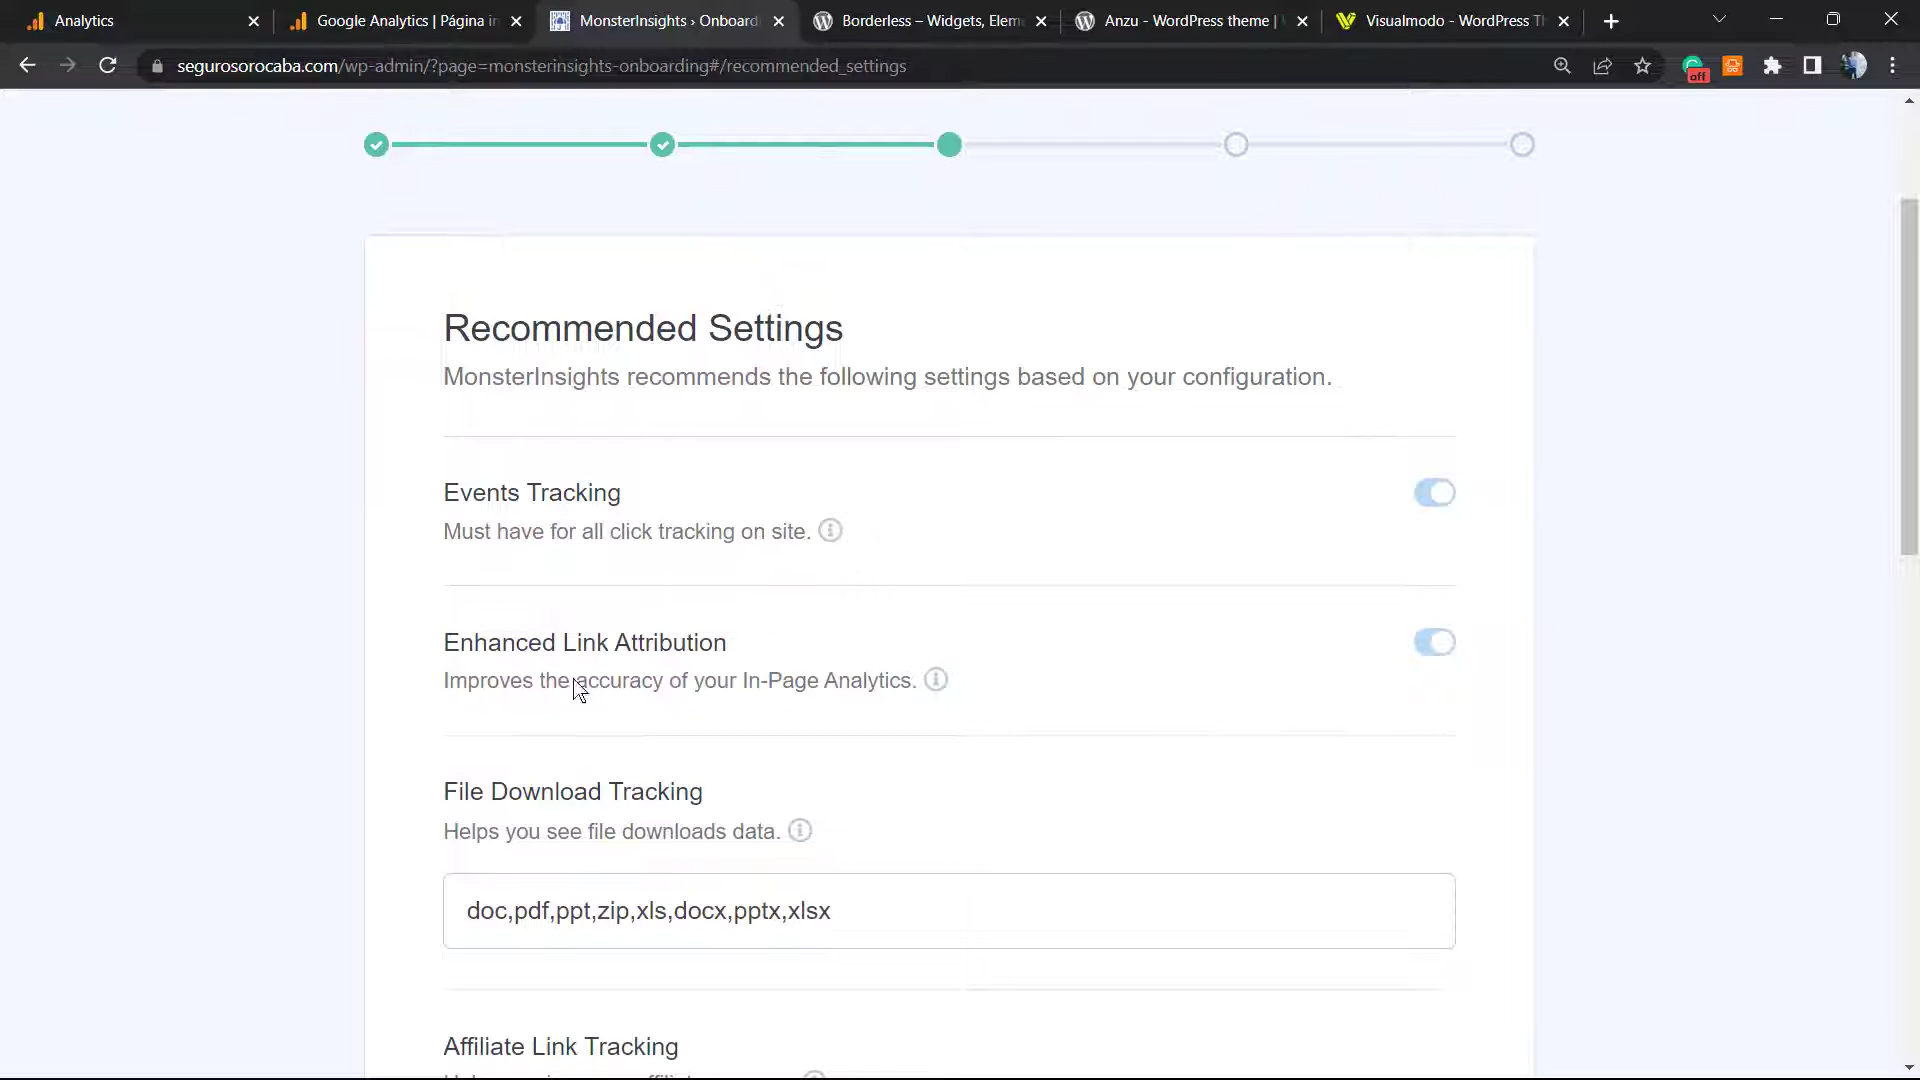 Analytics
Google Analytics | Página in
MonsterInsights › Onboard
Borderless – Widgets, Elem
Anzu - WordPress theme |
Visualmodo - WordPress Th
segurosorocaba.com/wp-admin/?page=monsterinsights-onboarding#/recommended_settings
off
Recommended Settings
MonsterInsights recommends the following settings based on your configuration.
Events Tracking
Must have for all click tracking on site.
Enhanced Link Attribution
Improves the accuracy of your In-Page Analytics.
File Download Tracking
Helps you see file downloads data.
doc,pdf,ppt,zip,xls,docx,pptx,xlsx
Affiliate Link Tracking